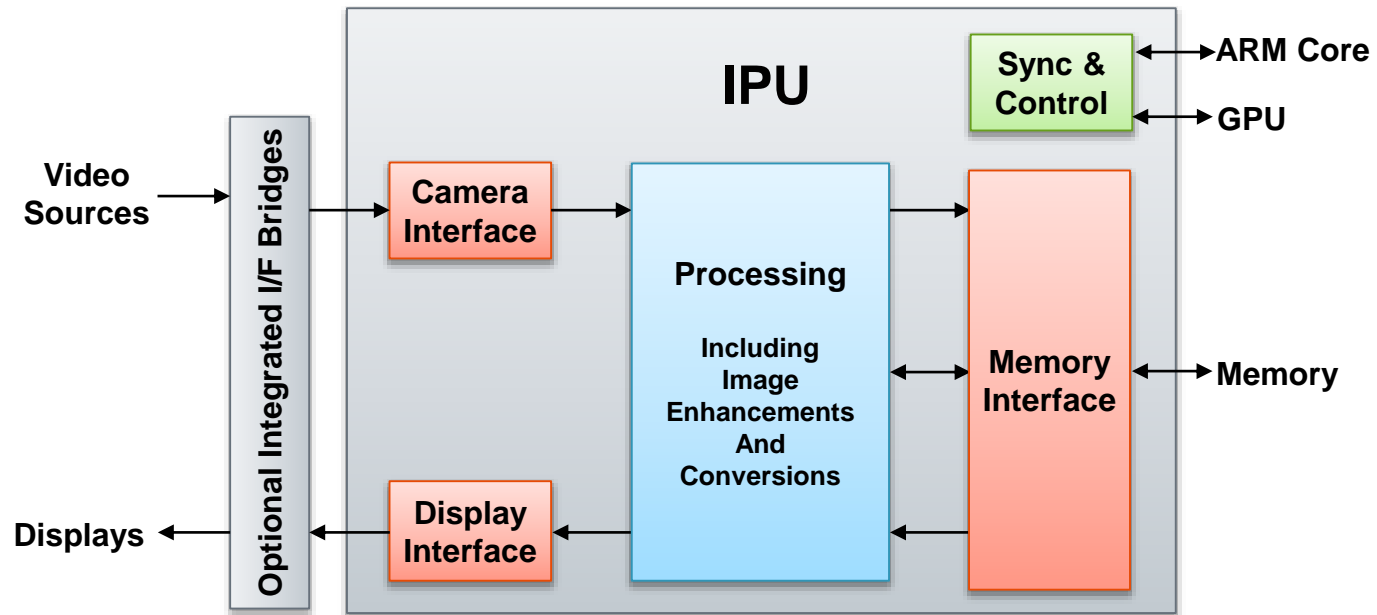 IPU
Sync &
Control
ARM Core
GPU
Video
Sources
Optional Integrated I/F Bridges
Camera
Interface
Processing
Including
Image
Enhancements
And
Conversions
Memory
Interface
Memory
Displays
Display
Interface